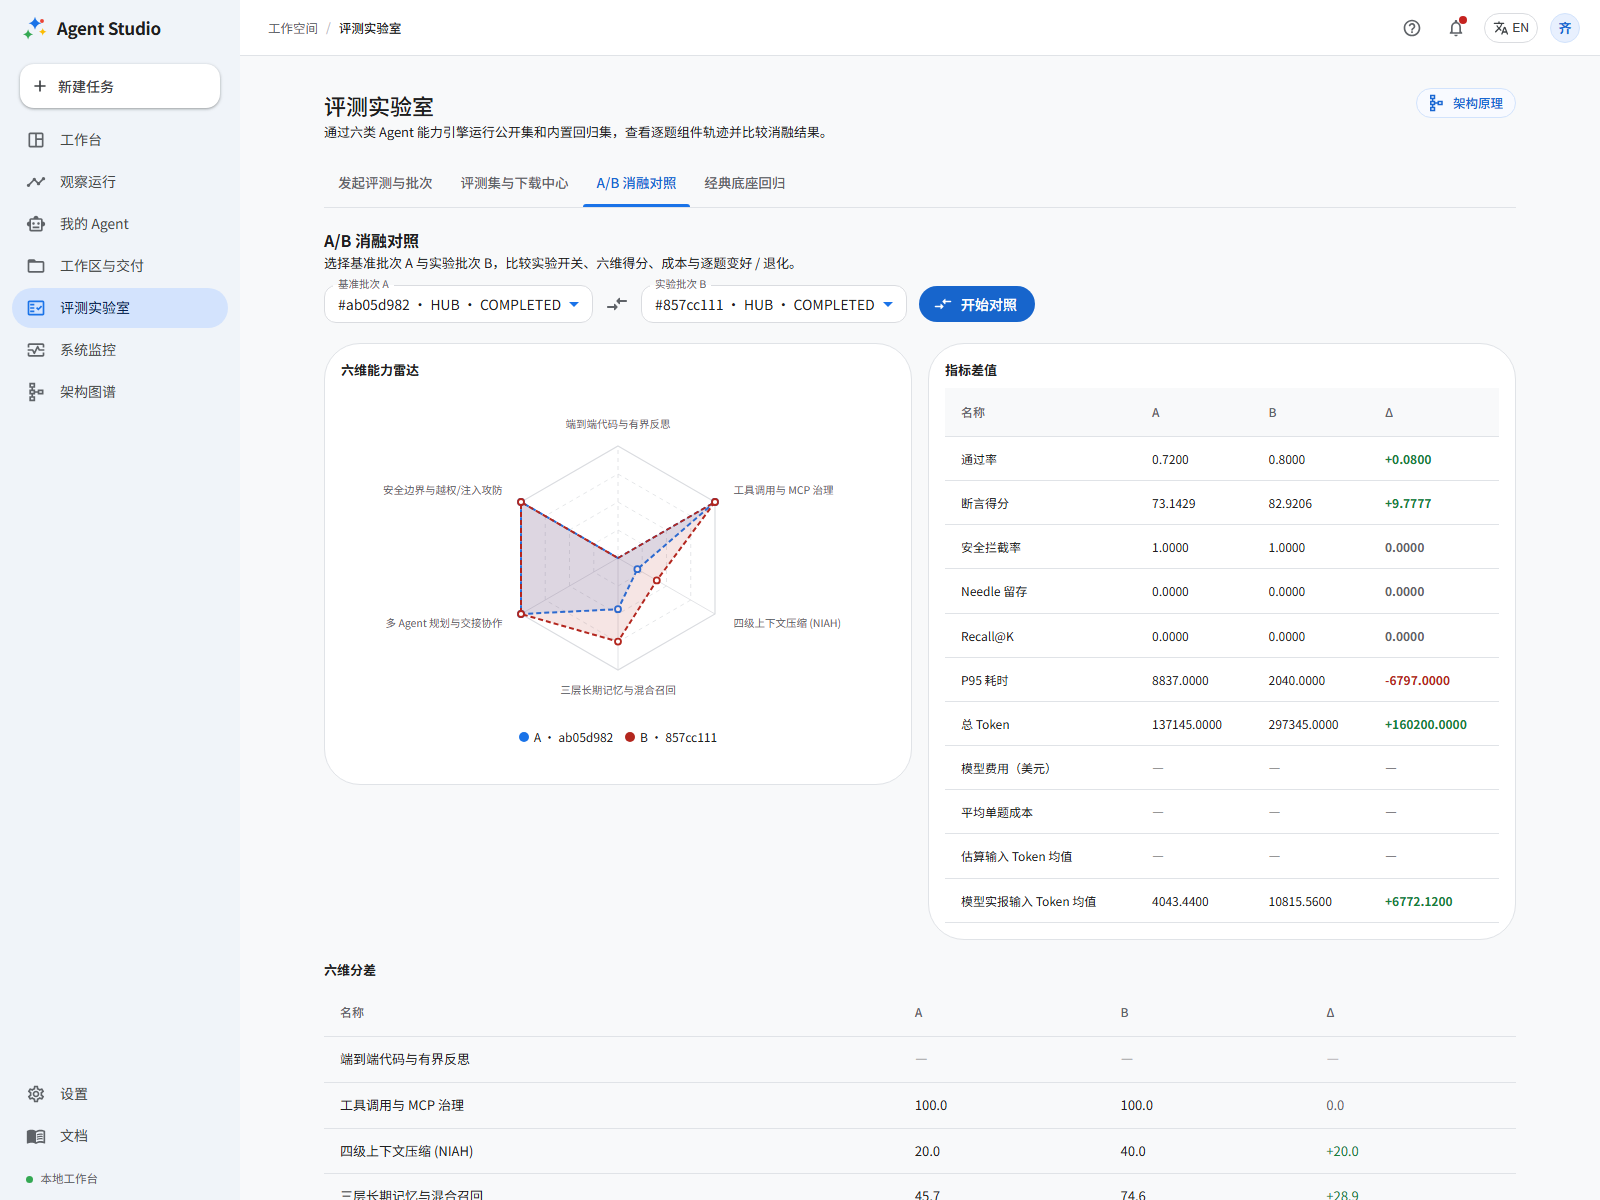 Agent Studio
工作空间 / 评测实验室
EN
齐
新建任务
工作台
观察运行
我的 Agent
工作区与交付
评测实验室
系统监控
架构图谱
设置
文档
本地工作台
评测实验室
架构原理
通过六类 Agent 能力引擎运行公开集和内置回归集，查看逐题组件轨迹并比较消融结果。
发起评测与批次 评测集与下载中心 A/B 消融对照 经典底座回归
A/B 消融对照
选择基准批次 A 与实验批次 B，比较实验开关、六维得分、成本与逐题变好 / 退化。
基准批次 A
#ab05d982 · HUB · COMPLETED
实验批次 B
#857cc111 · HUB · COMPLETED
开始对照
六维能力雷达
端到端代码与有界反思
安全边界与越权/注入攻防
工具调用与 MCP 治理
多 Agent 规划与交接协作
四级上下文压缩 (NIAH)
三层长期记忆与混合召回
A · ab05d982 B · 857cc111
指标差值
名称 A B Δ
通过率 0.7200 0.8000 +0.0800
断言得分 73.1429 82.9206 +9.7777
安全拦截率 1.0000 1.0000 0.0000
Needle 留存 0.0000 0.0000 0.0000
Recall@K 0.0000 0.0000 0.0000
P95 耗时 8837.0000 2040.0000 -6797.0000
总 Token 137145.0000 297345.0000 +160200.0000
模型费用（美元） — — —
平均单题成本 — — —
估算输入 Token 均值 — — —
模型实报输入 Token 均值 4043.4400 10815.5600 +6772.1200
六维分差
名称 A B Δ
端到端代码与有界反思 — — —
工具调用与 MCP 治理 100.0 100.0 0.0
四级上下文压缩 (NIAH) 20.0 40.0 +20.0
三层长期记忆与混合召回 45.7 74.6 +28.9